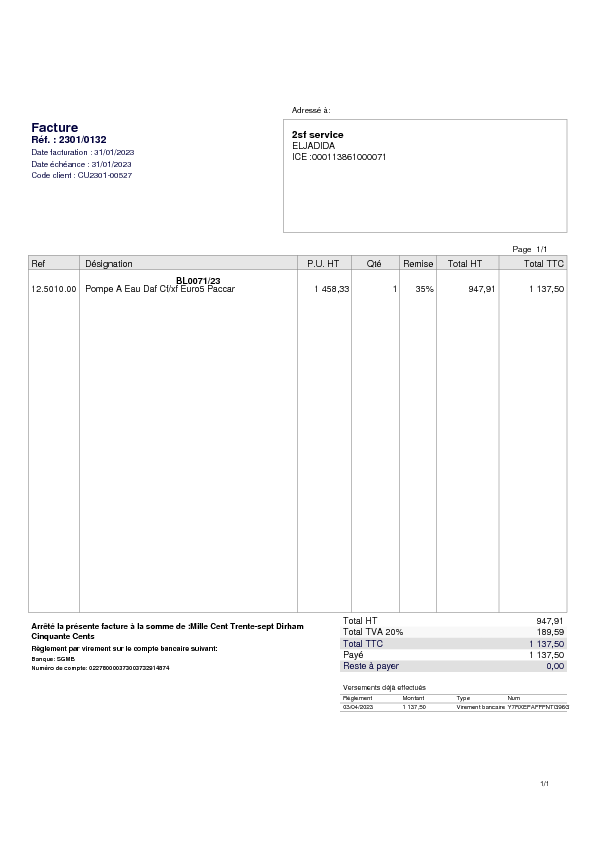 Adressé à:
Facture
Réf. : 2301/0132
Date facturation : 31/01/2023
Date échéance : 31/01/2023
Code client : CU2301-00527
2sf service
ELJADIDA
ICE :000113861000071
Page 1/1
Ref Désignation P.U. HT Qté Remise Total HT Total TTC
BL0071/23
12.5010.00 Pompe A Eau Daf Cf/xf Euro5 Paccar 1 458,33 1 35% 947,91 1 137,50
Arrêté la présente facture à la somme de :Mille Cent Trente-sept Dirham
Cinquante Cents
Règlement par virement sur le compte bancaire suivant:
Banque: SGMB
Numéro de compte:
Total HT 947,91
Total TVA 20% 189,59
Total TTC 1 137,50
Payé 1 137,50
Reste à payer 0,00
Versements déjà effectués
Règlement Montant Type Num
03/04/2023 1 137,50 Virement bancaire
1/1